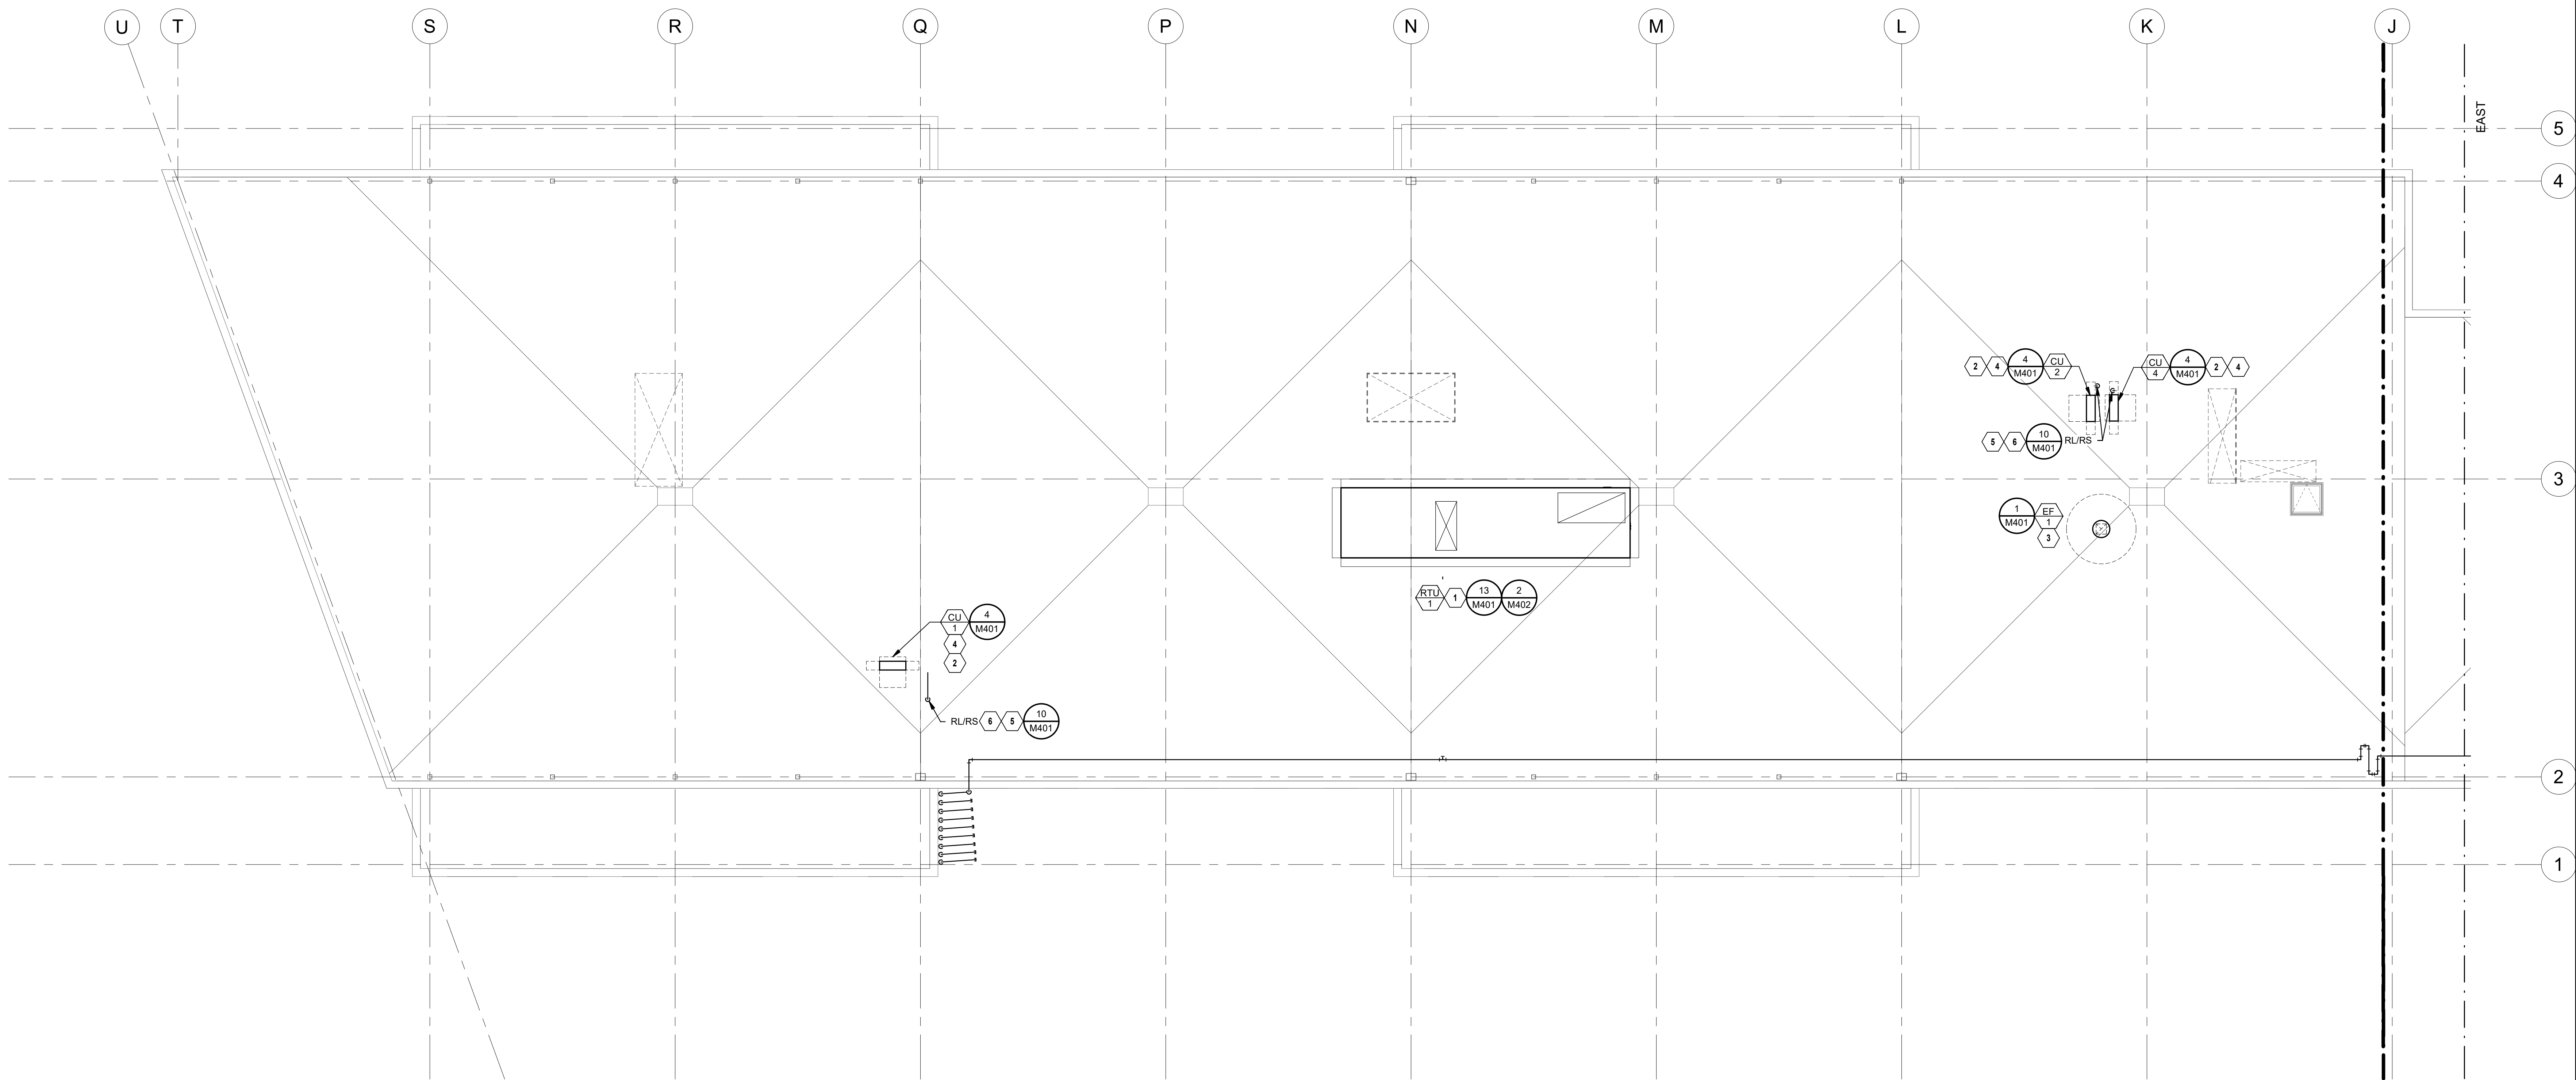 U T S R Q P N M L K J
EAST
5
4
2 4 4 M401 CU 2
CU 4 4 M401 2 4
5 6 10 M401 RL/RS
3
1 M401 EF 1
3
RTU 1 1 13 M401 2 M402
CU 1 4 M401
4
2
RL/RS 6 5 10 M401
2
1